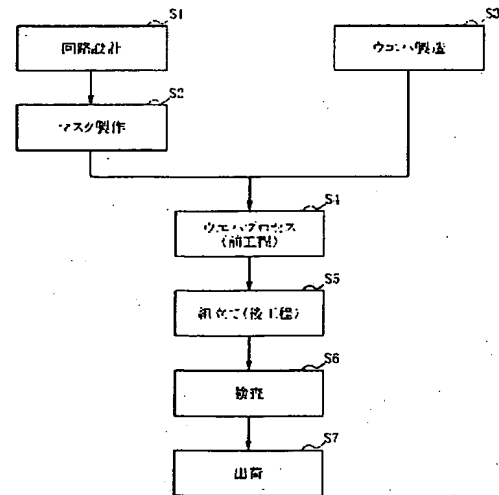 S1
回路設計
S2
マスク製作
S3
ウエハ製造
S4
ウエハプロセス
(前工程)
S5
組立て(後工程)
S6
検査
S7
出荷